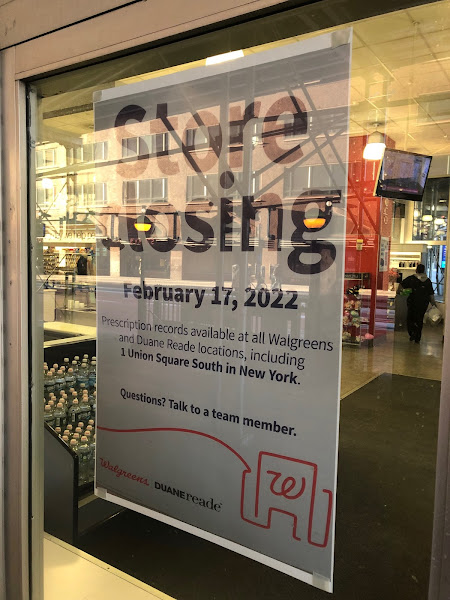 Store
closing
February 17, 2022
Prescription records available at all Walgreens
and Duane Reade locations, including
1 Union Square South in New York.
Questions? Talk to a team member.
Walgreens DUANEreade
W